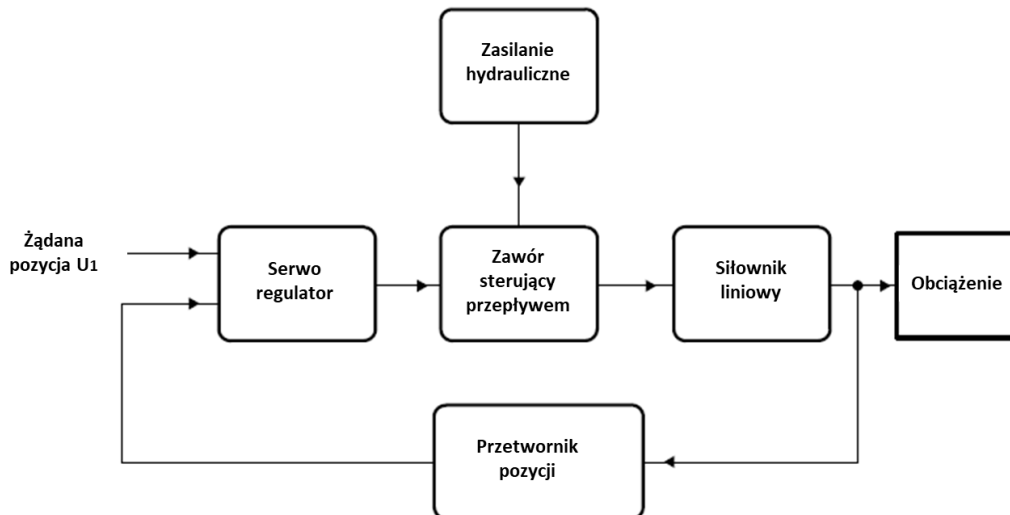 Zasilanie
hydrauliczne
Żądana
pozycja U1
Serwo
regulator
Zawór
sterujący
przepływem
Siłownik
liniowy
Obciążenie
Przetwornik
pozycji